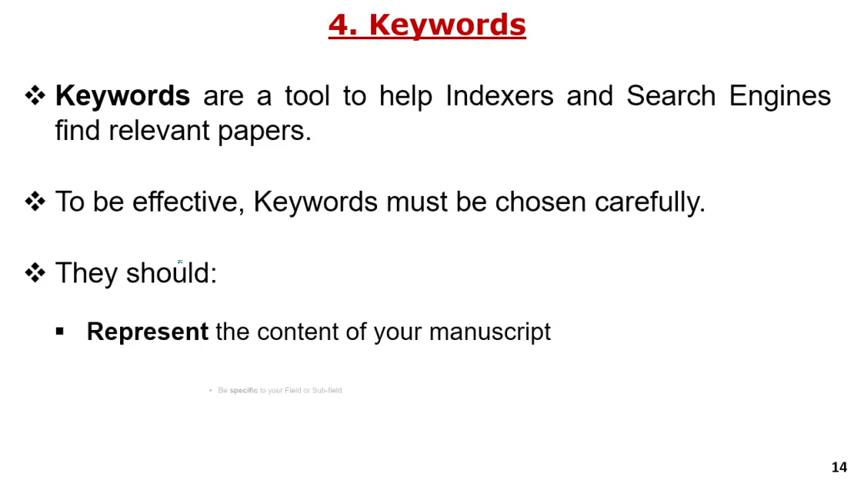 4. Keywords
❖ Keywords are a tool to help Indexers and Search Engines
find relevant papers.
❖ To be effective, Keywords must be chosen carefully.
❖ They should:
▪ Represent the content of your manuscript
▪ Be specific to your Field or Sub-field
14